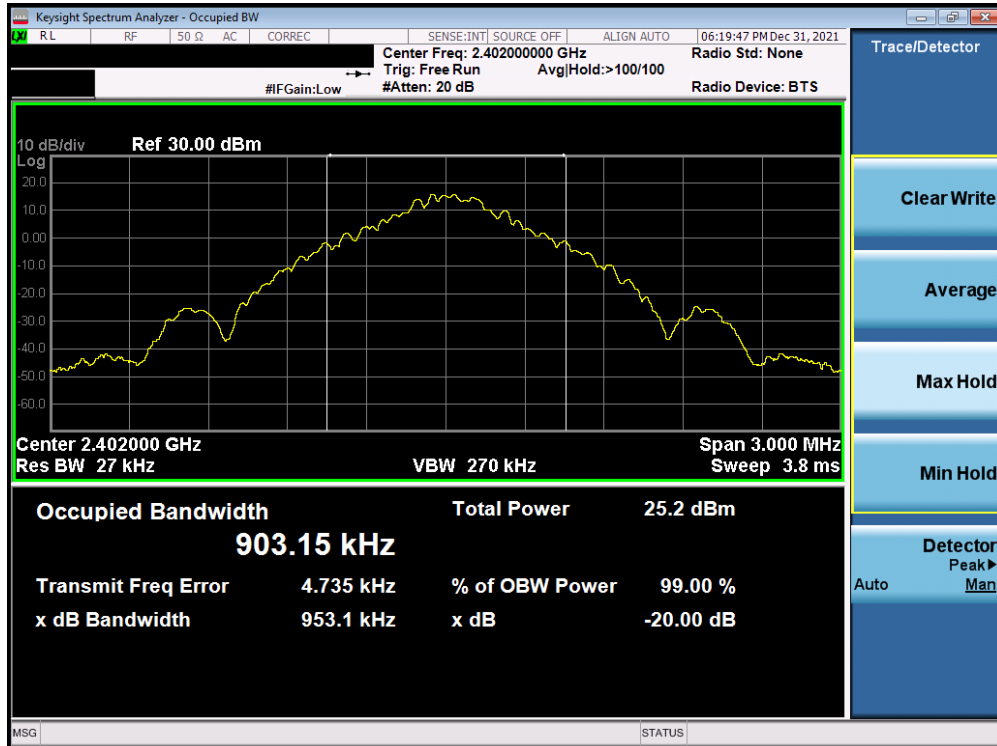 Keysight Spectrum Analyzer - Occupied BW
LXI RL RF 50 Ω AC CORREC SENSE:INT SOURCE OFF ALIGN AUTO 06:19:47 PM Dec 31, 2021
Center Freq: 2.402000000 GHz Radio Std: None
Trig: Free Run Avg|Hold:>100/100
#IFGain:Low #Atten: 20 dB Radio Device: BTS
10 dB/div Ref 30.00 dBm
Log
20.0
10.0
0.00
-10.0
-20.0
-30.0
-40.0
-50.0
-60.0
Center 2.402000 GHz Span 3.000 MHz
Res BW 27 kHz VBW 270 kHz Sweep 3.8 ms
Occupied Bandwidth Total Power 25.2 dBm
903.15 kHz
Transmit Freq Error 4.735 kHz % of OBW Power 99.00 %
x dB Bandwidth 953.1 kHz x dB -20.00 dB
MSG STATUS
Trace/Detector
Clear Write
Average
Max Hold
Min Hold
Detector
Peak▶
Auto Man